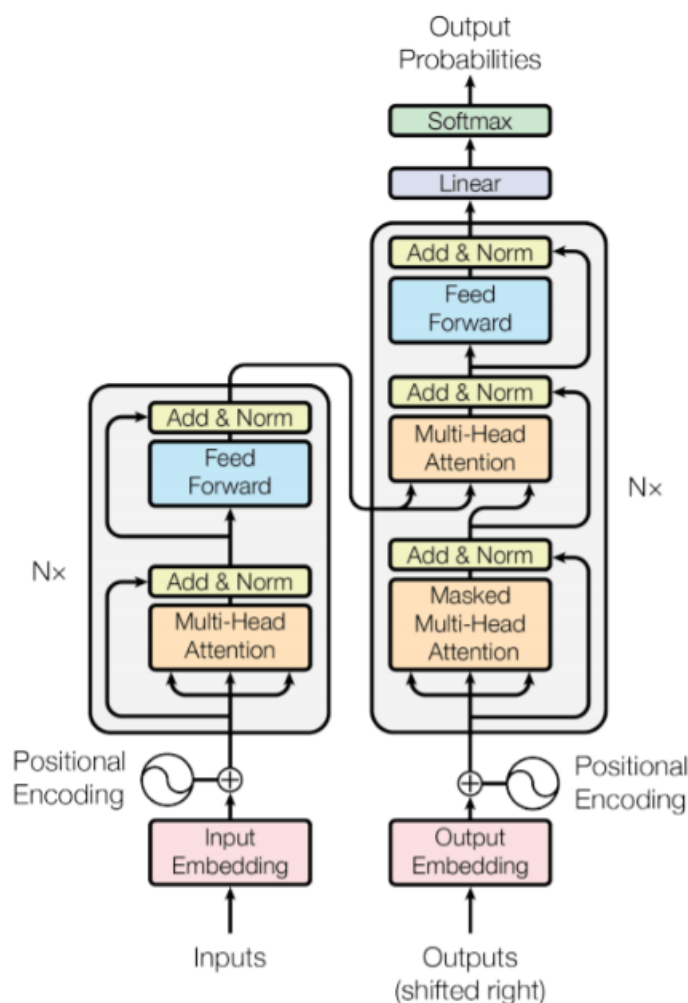 Output
Probabilities
Softmax
Linear
Add & Norm
Feed
Forward
Add & Norm
Multi-Head
Attention
Add & Norm
Masked
Multi-Head
Attention
Nx
Add & Norm
Feed
Forward
Add & Norm
Multi-Head
Attention
Nx
Positional
Encoding
Positional
Encoding
Input
Embedding
Output
Embedding
Inputs
Outputs
(shifted right)